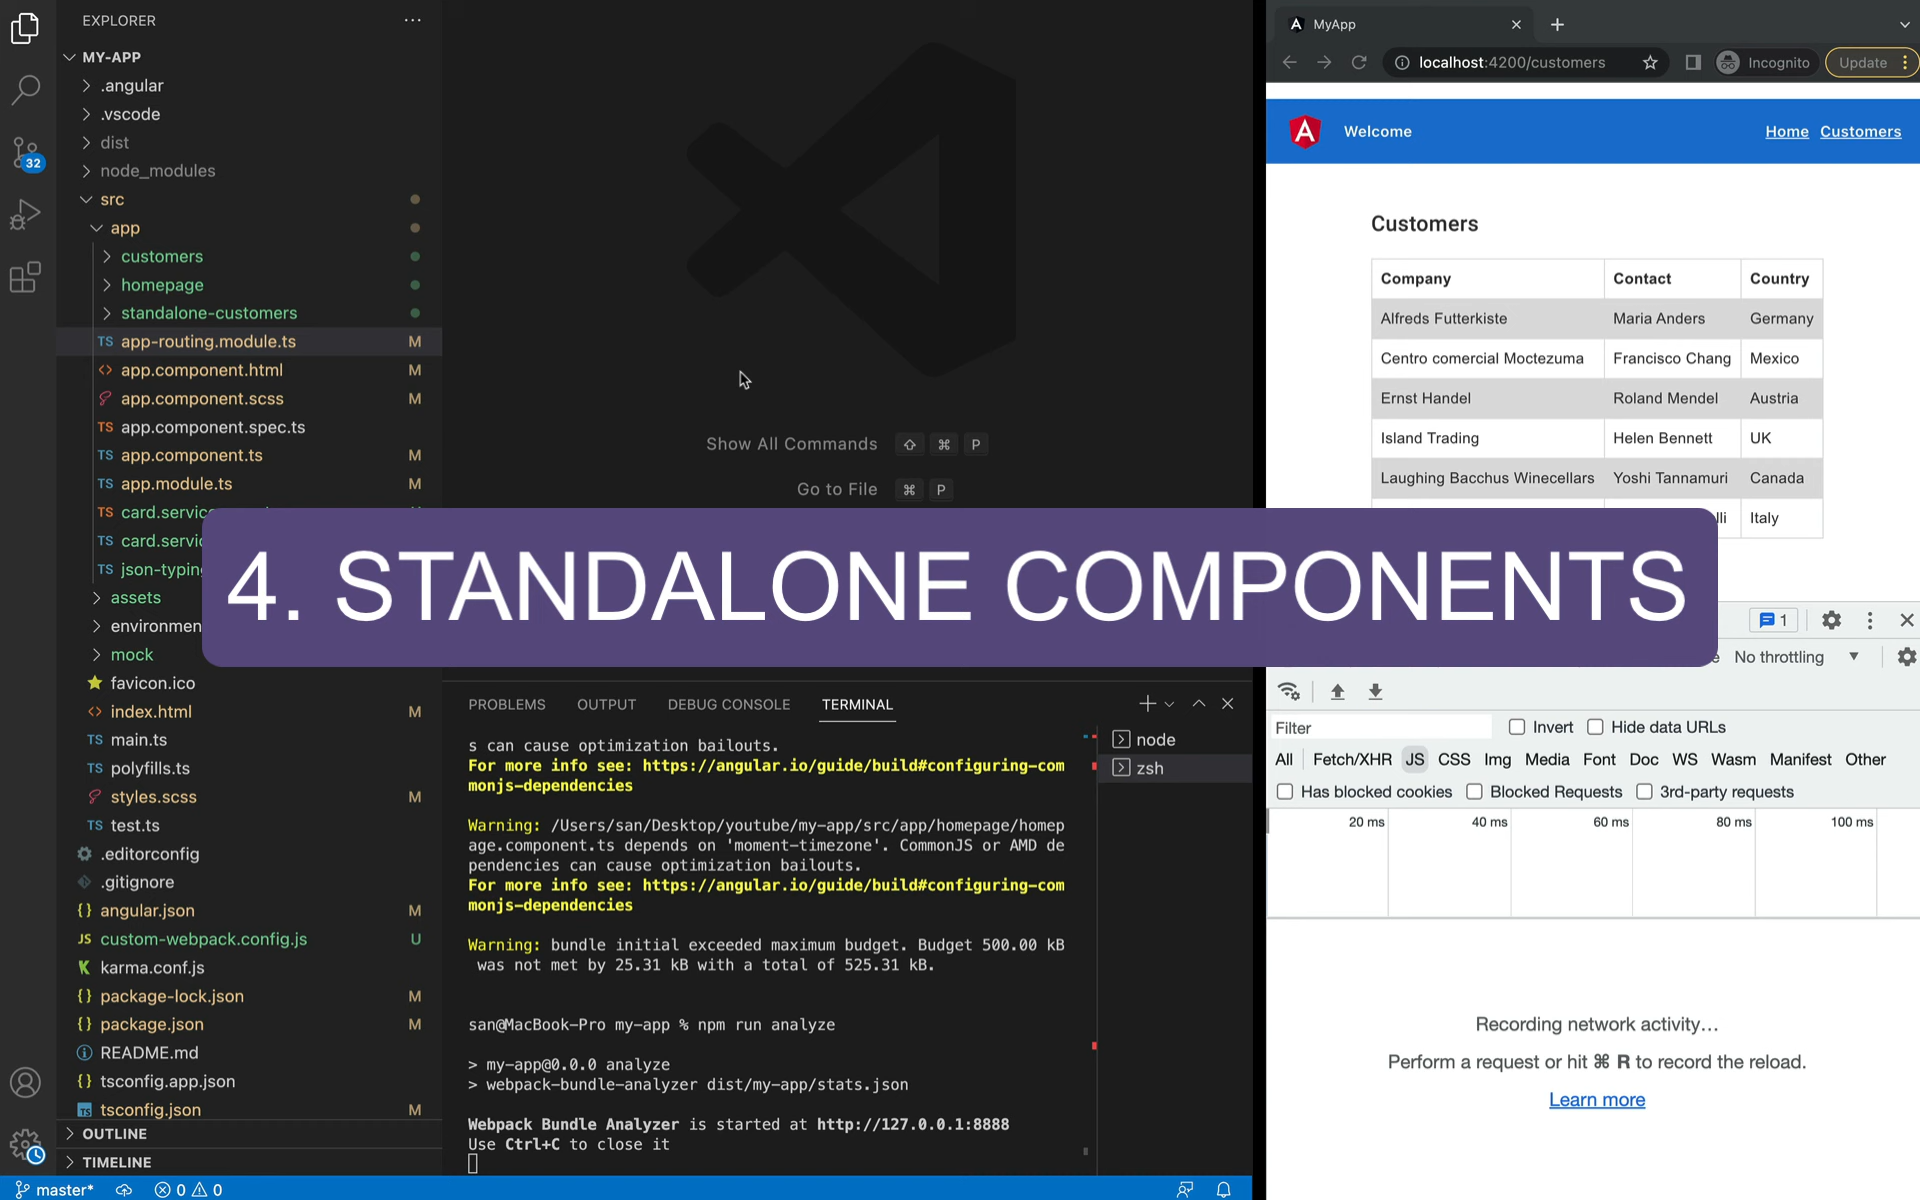 EXPLORER
MY-APP
.angular
.vscode
dist
node_modules
src
app
customers
homepage
standalone-customers
TS app-routing.module.ts M
<> app.component.html M
app.component.scss M
TS app.component.spec.ts
TS app.component.ts M
TS app.module.ts M
TS card.servic
TS card.servic
TS json-typing
assets
environmen
mock
favicon.ico
<> index.html M
TS main.ts
TS polyfills.ts
styles.scss M
TS test.ts
.editorconfig
.gitignore
{} angular.json M
JS custom-webpack.config.js U
K karma.conf.js
{} package-lock.json M
{} package.json M
README.md
{} tsconfig.app.json
TS tsconfig.json M
OUTLINE
TIMELINE
32
master* 0 0
Show All Commands ⇧ ⌘ P
Go to File ⌘ P
4. STANDALONE COMPONENTS
PROBLEMS OUTPUT DEBUG CONSOLE TERMINAL
node
zsh
s can cause optimization bailouts.
For more info see: https://angular.io/guide/build#configuring-com
monjs-dependencies
Warning: /Users/san/Desktop/youtube/my-app/src/app/homepage/homep
age.component.ts depends on 'moment-timezone'. CommonJS or AMD de
pendencies can cause optimization bailouts.
For more info see: https://angular.io/guide/build#configuring-com
monjs-dependencies
Warning: bundle initial exceeded maximum budget. Budget 500.00 kB
was not met by 25.31 kB with a total of 525.31 kB.
san@MacBook-Pro my-app % npm run analyze
> my-app@0.0.0 analyze
> webpack-bundle-analyzer dist/my-app/stats.json
Webpack Bundle Analyzer is started at http://127.0.0.1:8888
Use Ctrl+C to close it
MyApp
localhost:4200/customers Incognito Update
A Welcome Home Customers
Customers
Company Contact Country
Alfreds Futterkiste Maria Anders Germany
Centro comercial Moctezuma Francisco Chang Mexico
Ernst Handel Roland Mendel Austria
Island Trading Helen Bennett UK
Laughing Bacchus Winecellars Yoshi Tannamuri Canada
lli Italy
1
No throttling
Filter Invert Hide data URLs
All Fetch/XHR JS CSS Img Media Font Doc WS Wasm Manifest Other
Has blocked cookies Blocked Requests 3rd-party requests
20 ms 40 ms 60 ms 80 ms 100 ms
Recording network activity…
Perform a request or hit ⌘ R to record the reload.
Learn more